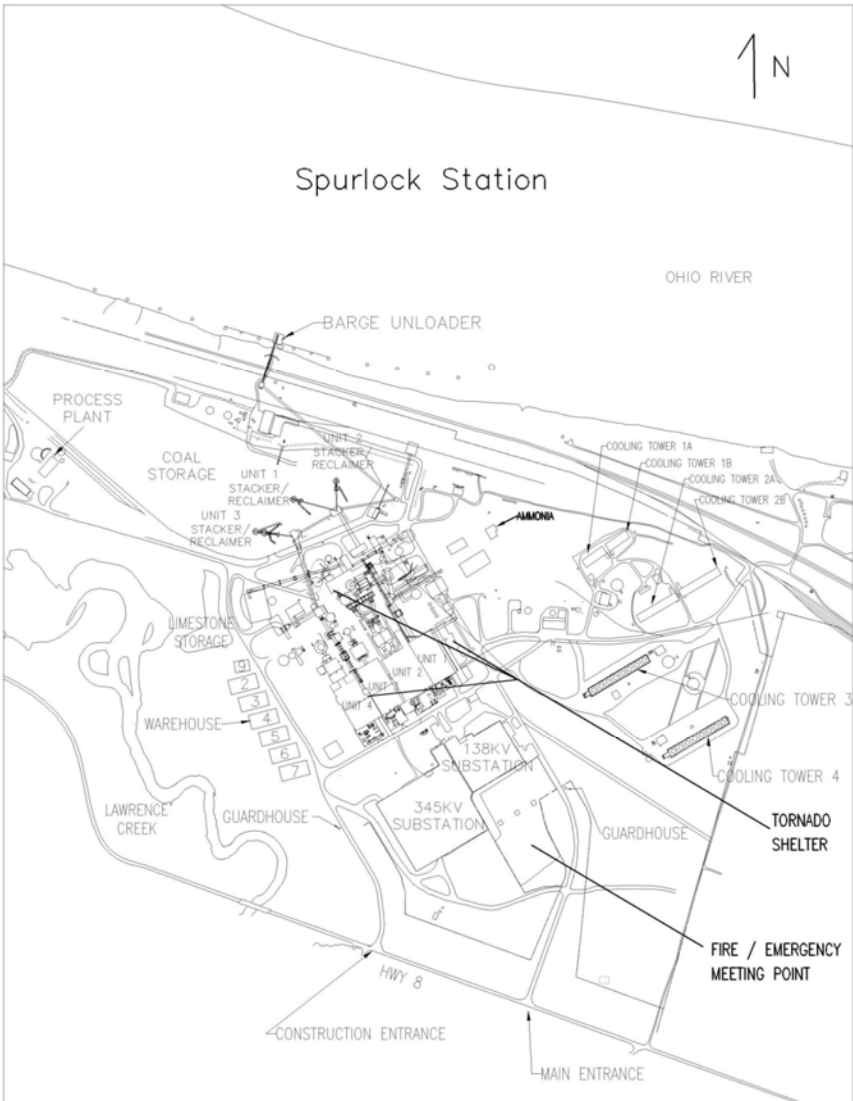 N
Spurlock Station
OHIO RIVER
BARGE UNLOADER
PROCESS
PLANT
COAL
STORAGE
UNIT 2
STACKER/
RECLAIMER
UNIT 1
STACKER/
RECLAIMER
UNIT 3
STACKER/
RECLAIMER
COOLING TOWER 1A
COOLING TOWER 1B
COOLING TOWER 2A
COOLING TOWER 2B
AMMONIA
LIMESTONE
STORAGE
9
2
3
4
5
6
7
WAREHOUSE
UNIT 1
UNIT 2
UNIT 3
UNIT 4
COOLING TOWER 3
COOLING TOWER 4
138KV
SUBSTATION
345KV
SUBSTATION
LAWRENCE
CREEK
GUARDHOUSE
GUARDHOUSE
TORNADO
SHELTER
FIRE / EMERGENCY
MEETING POINT
HWY 8
CONSTRUCTION ENTRANCE
MAIN ENTRANCE